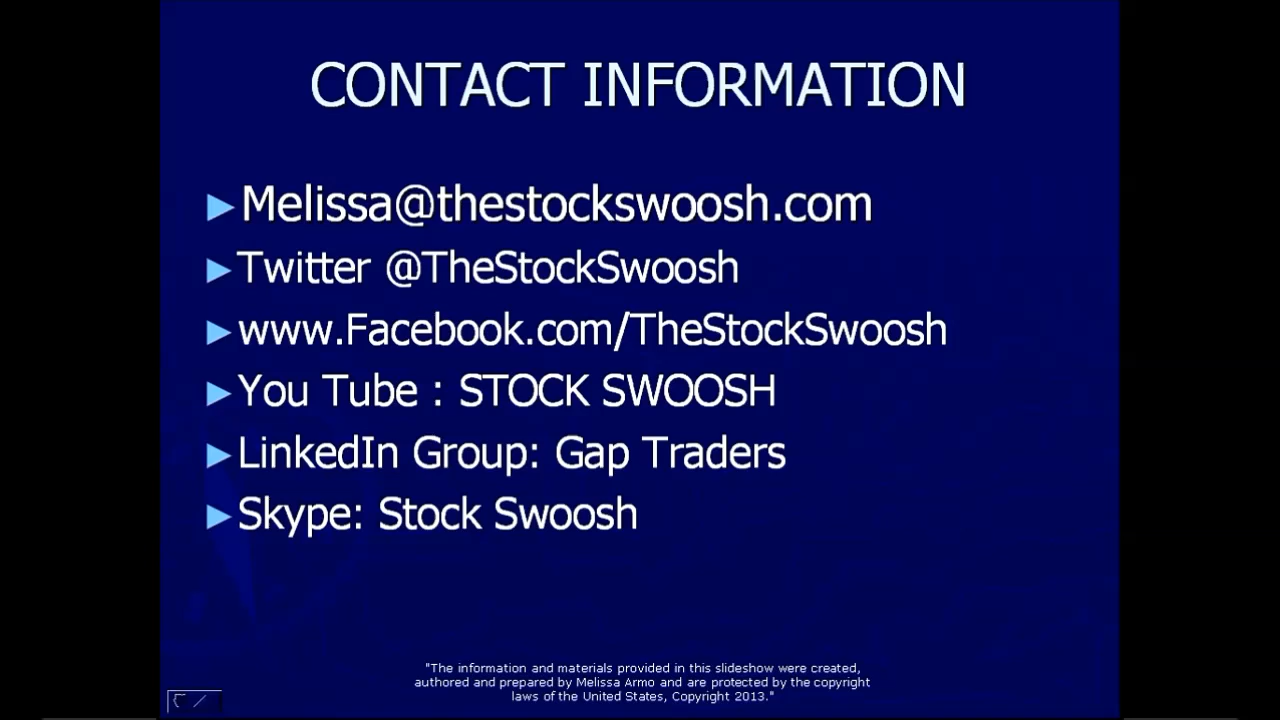 CONTACT INFORMATION
Melissa@thestockswoosh.com
Twitter @TheStockSwoosh
www.Facebook.com/TheStockSwoosh
You Tube : STOCK SWOOSH
LinkedIn Group: Gap Traders
Skype: Stock Swoosh
"The information and materials provided in this slideshow were created,
authored and prepared by Melissa Armo and are protected by the copyright
laws of the United States, Copyright 2013."